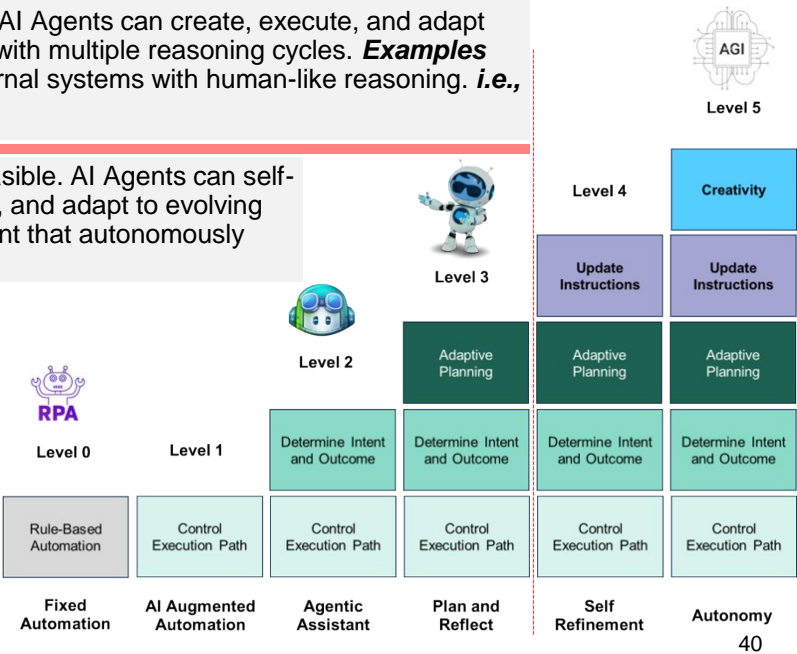 AI Agents can create, execute, and adapt
with multiple reasoning cycles. Examples
rnal systems with human-like reasoning. i.e.,
sible. AI Agents can self-
, and adapt to evolving
nt that autonomously
AGI
Level 5
Level 4
Creativity
Level 3
Update
Instructions
Update
Instructions
Level 2
Adaptive
Planning
Adaptive
Planning
Adaptive
Planning
RPA
Level 0
Level 1
Determine Intent
and Outcome
Determine Intent
and Outcome
Determine Intent
and Outcome
Determine Intent
and Outcome
Rule-Based
Automation
Control
Execution Path
Control
Execution Path
Control
Execution Path
Control
Execution Path
Control
Execution Path
Fixed
Automation
AI Augmented
Automation
Agentic
Assistant
Plan and
Reflect
Self
Refinement
Autonomy
40